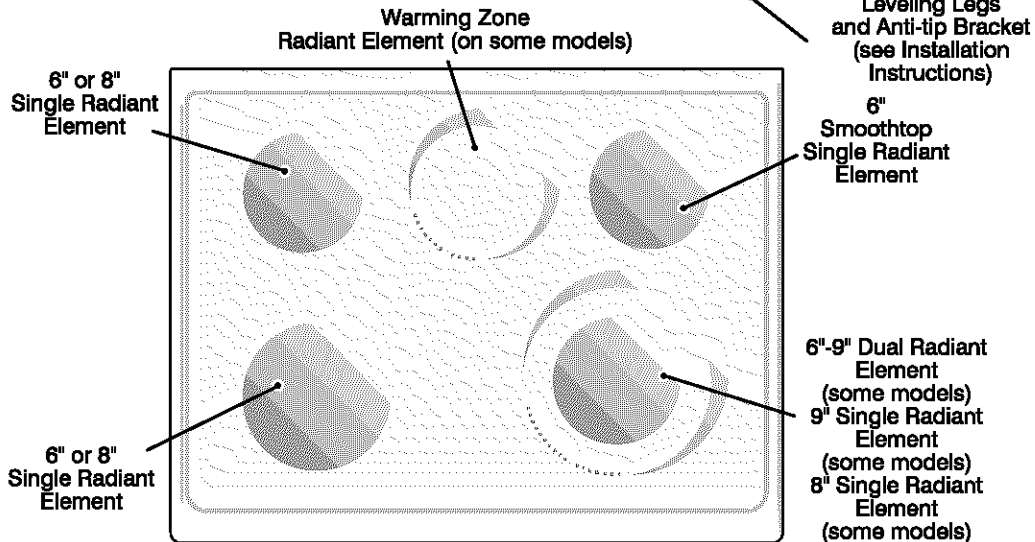 Leveling Legs
and Anti-tip Bracket
(see Installation
Instructions)
Warming Zone
Radiant Element (on some models)
6" or 8"
Single Radiant
Element
6"
Smoothtop
Single Radiant
Element
6"-9" Dual Radiant
Element
(some models)
9" Single Radiant
Element
(some models)
8" Single Radiant
Element
(some models)
6" or 8"
Single Radiant
Element